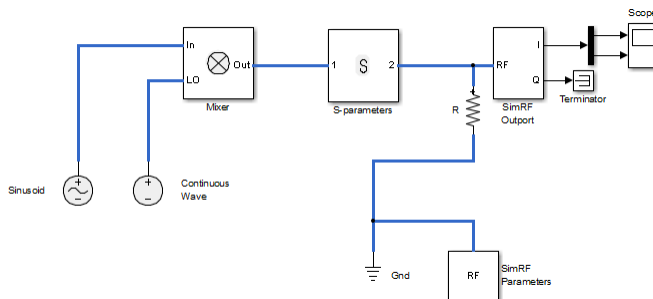 Scope
In
LO
Out
Mixer
1
S
2
S-parameters
RF
I
Q
SimRF
Outport
Terminator
R
Sinusoid
Continuous
Wave
Gnd
RF
SimRF
Parameters